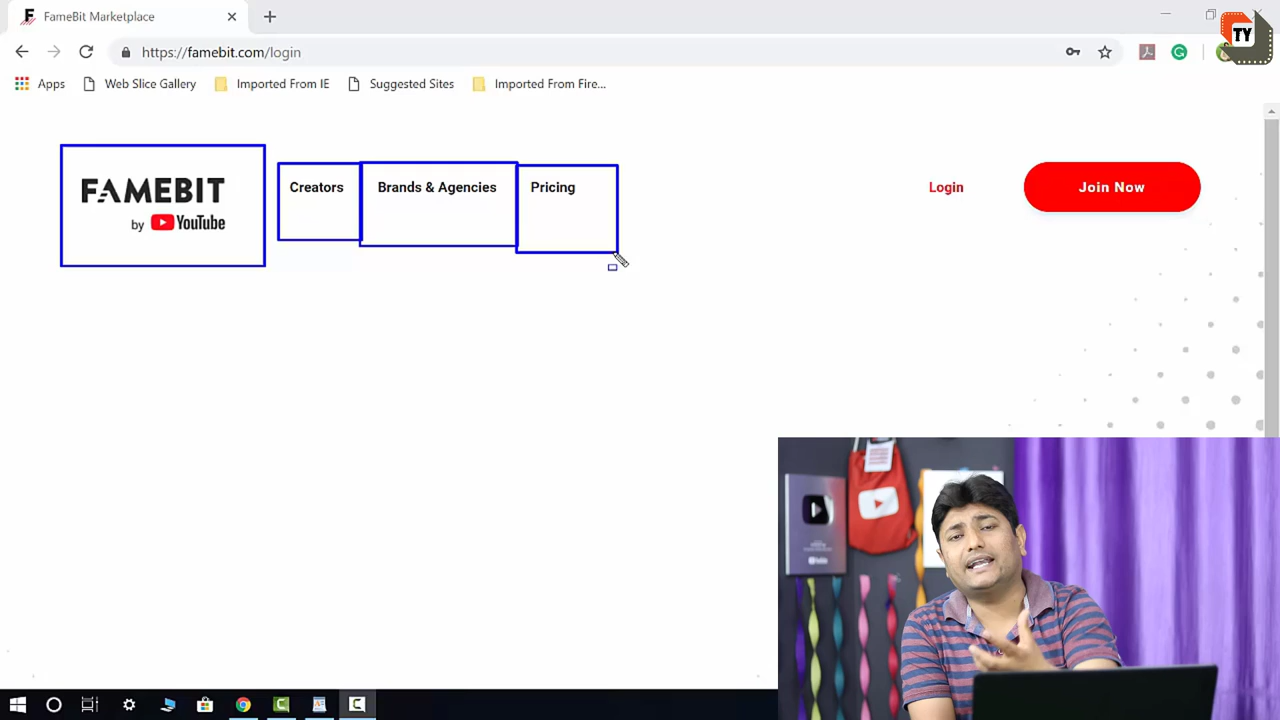 FameBit Marketplace
TY
https://famebit.com/login
Apps
Web Slice Gallery
Imported From IE
Suggested Sites
Imported From Fire...
FAMEBIT
by YouTube
Creators
Brands & Agencies
Pricing
Login
Join Now